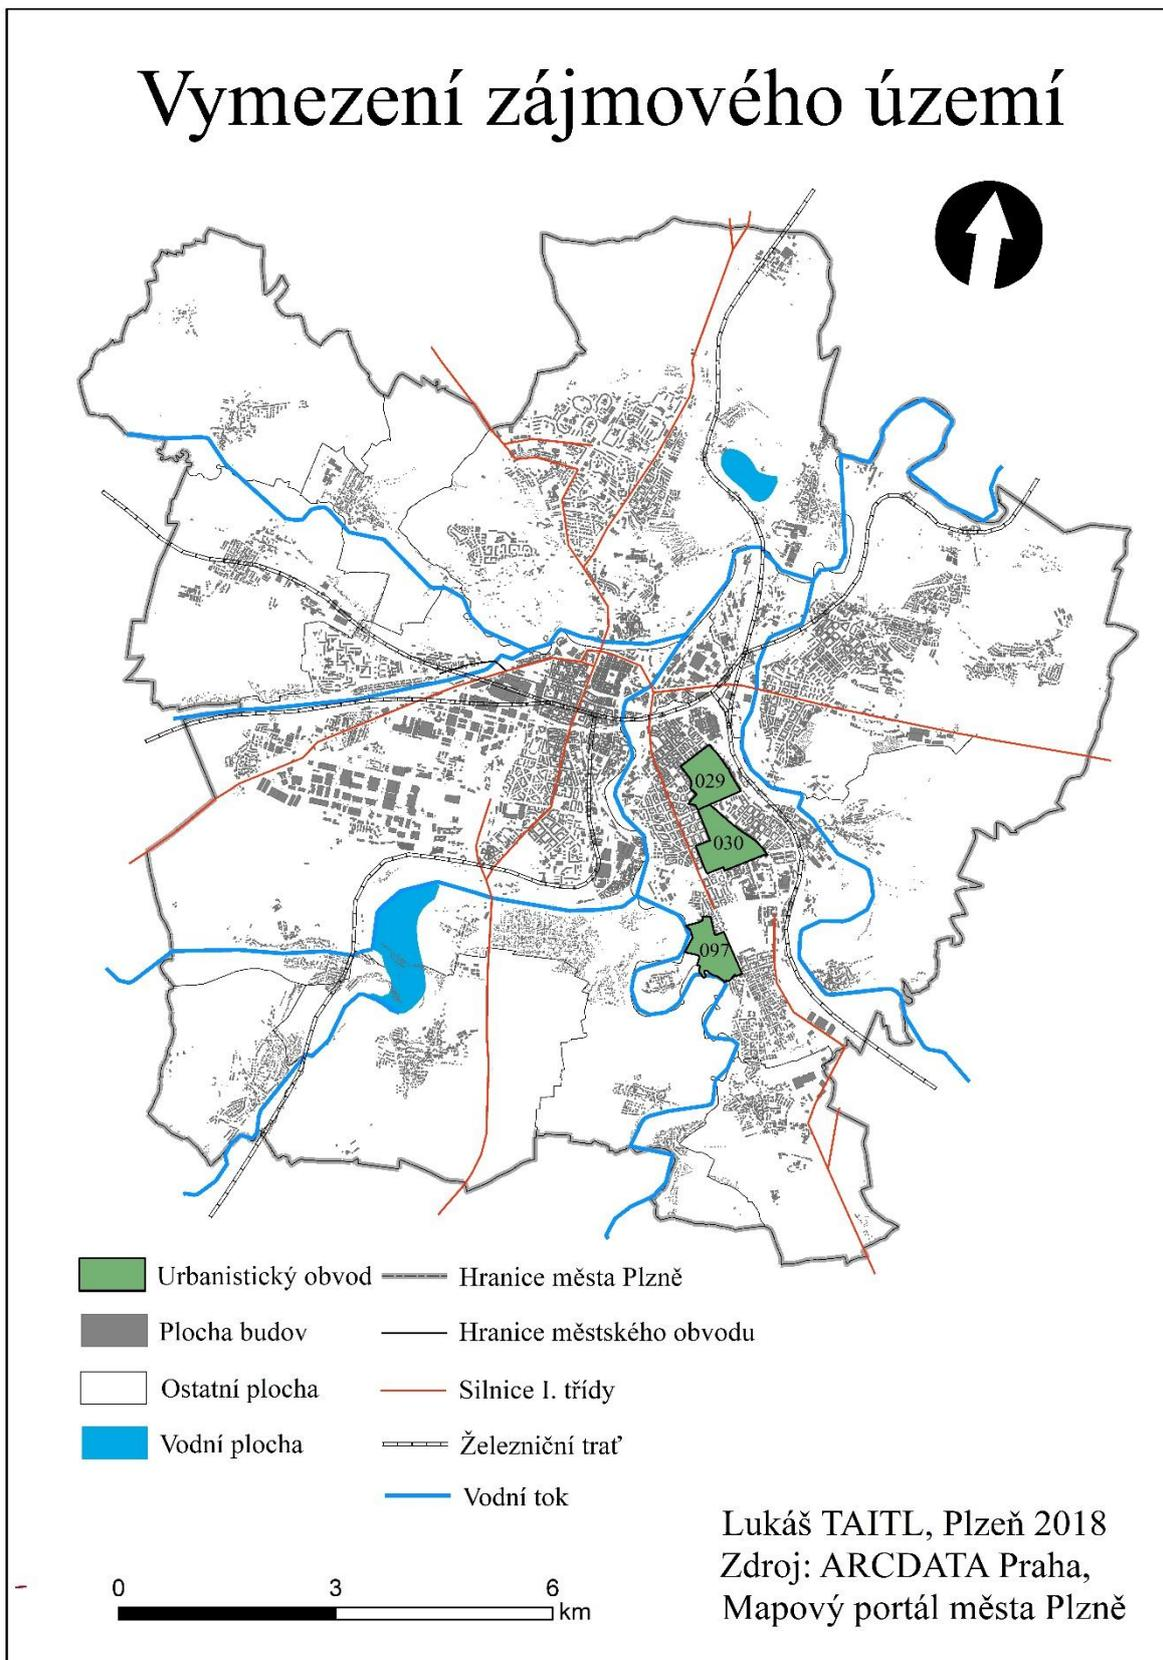 Vymezení zájmového území
029
030
097
Urbanistický obvod
Hranice města Plzně
Plocha budov
Hranice městského obvodu
Ostatní plocha
Silnice I. třídy
Vodní plocha
Železniční trať
Vodní tok
Lukáš TAITL, Plzeň 2018
Zdroj: ARCDATA Praha,
Mapový portál města Plzně
0 3 6
km